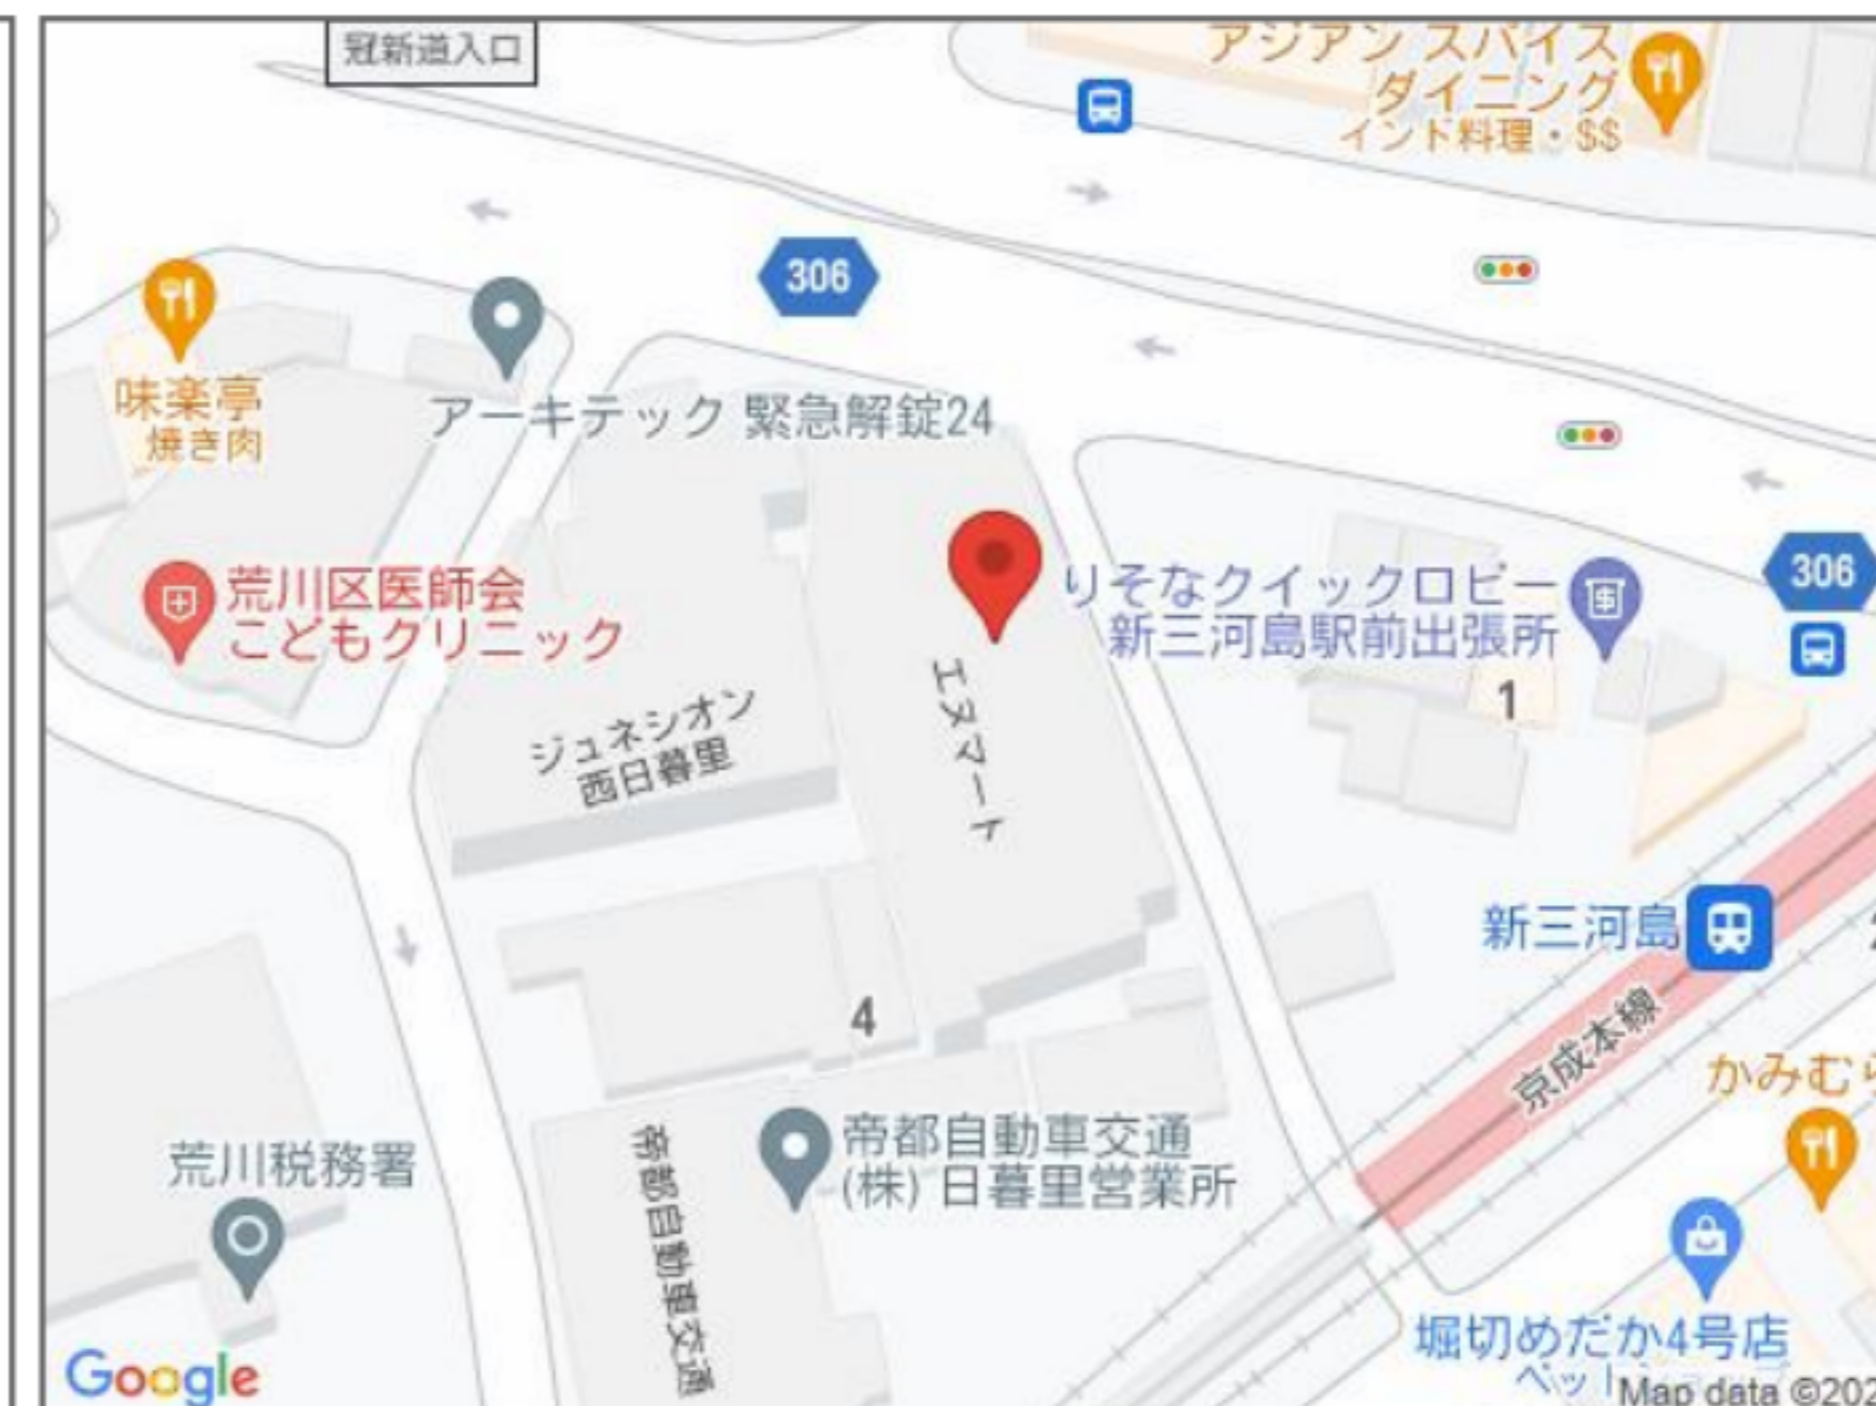 冠新道入口
アジアン スパイス
ダイニング
インド料理・$$
306
味楽亭
焼き肉
アーキテック 緊急解錠24
荒川区医師会
こどもクリニック
りそなクイックロビー
新三河島駅前出張所
306
1
エヌマート
ジュネシオン
西日暮里
新三河島
4
京成本線
かみむら
帝都自動車交通
(株) 日暮里営業所
荒川税務署
帝都自動車交通
堀切めだか4号店
Google
Map data ©202